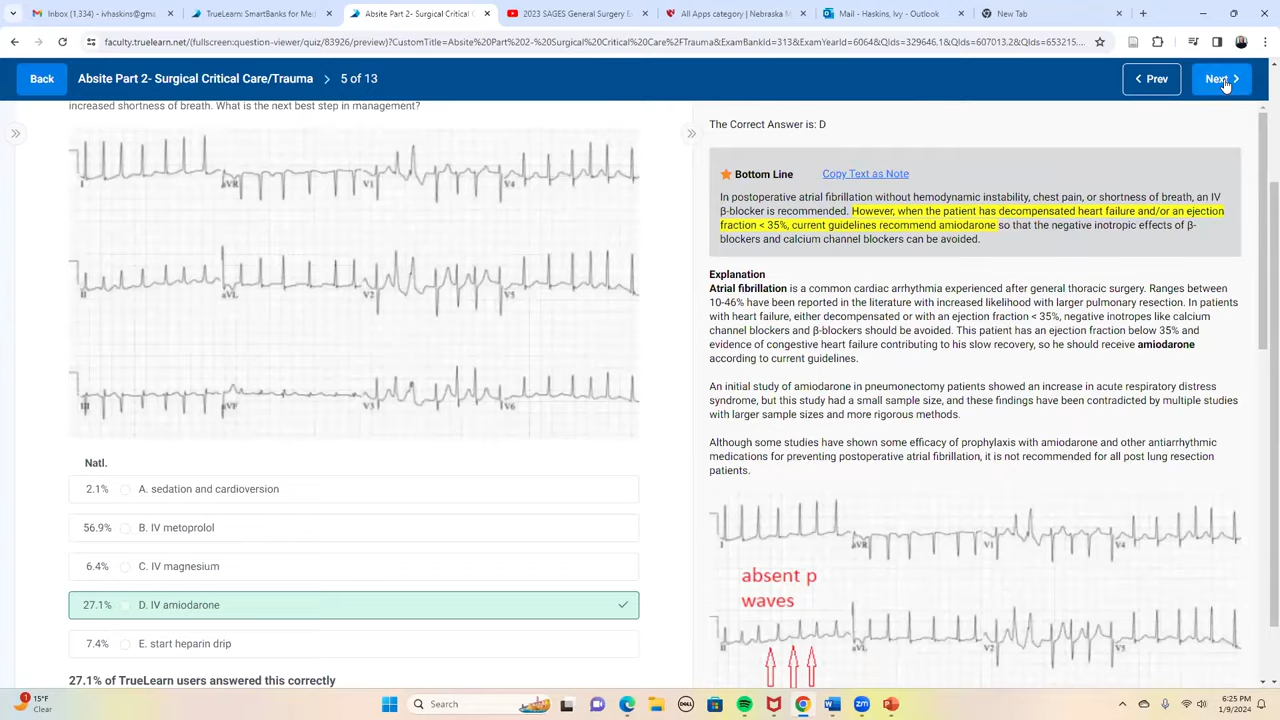 Inbox (1,334) - ivhaskins@gma
TrueLearn: SmartBanks for Med
Absite Part 2- Surgical Critical C
2023 SAGES General Surgery E
All Apps category | Nebraska M
Mail - Haskins, Ivy - Outlook
New Tab
faculty.truelearn.net/(fullscreen:question-viewer/quiz/83926/preview)?CustomTitle=Absite%20Part%202-%20Surgical%20Critical%20Care%2FTrauma&ExamBankId=313&ExamYearId=6064&QIds=329646.1&QIds=607013.2&QIds=653215....
Back
Absite Part 2- Surgical Critical Care/Trauma > 5 of 13
Prev
Next
increased shortness of breath. What is the next best step in management?
I
aVR
V1
V4
II
aVL
V2
V5
III
aVF
V3
V6
Natl.
2.1% A. sedation and cardioversion
56.9% B. IV metoprolol
6.4% C. IV magnesium
27.1% D. IV amiodarone
7.4% E. start heparin drip
27.1% of TrueLearn users answered this correctly
The Correct Answer is: D
Bottom Line Copy Text as Note
In postoperative atrial fibrillation without hemodynamic instability, chest pain, or shortness of breath, an IV
β-blocker is recommended. However, when the patient has decompensated heart failure and/or an ejection
fraction < 35%, current guidelines recommend amiodarone so that the negative inotropic effects of β-
blockers and calcium channel blockers can be avoided.
Explanation
Atrial fibrillation is a common cardiac arrhythmia experienced after general thoracic surgery. Ranges between
10-46% have been reported in the literature with increased likelihood with larger pulmonary resection. In patients
with heart failure, either decompensated or with an ejection fraction < 35%, negative inotropes like calcium
channel blockers and β-blockers should be avoided. This patient has an ejection fraction below 35% and
evidence of congestive heart failure contributing to his slow recovery, so he should receive amiodarone
according to current guidelines.
An initial study of amiodarone in pneumonectomy patients showed an increase in acute respiratory distress
syndrome, but this study had a small sample size, and these findings have been contradicted by multiple studies
with larger sample sizes and more rigorous methods.
Although some studies have shown some efficacy of prophylaxis with amiodarone and other antiarrhythmic
medications for preventing postoperative atrial fibrillation, it is not recommended for all post lung resection
patients.
I
aVR
V1
V4
absent p
waves
II
aVL
V2
V5
1
15°F
Clear
Search
DELL
zm
6:25 PM
1/9/2024